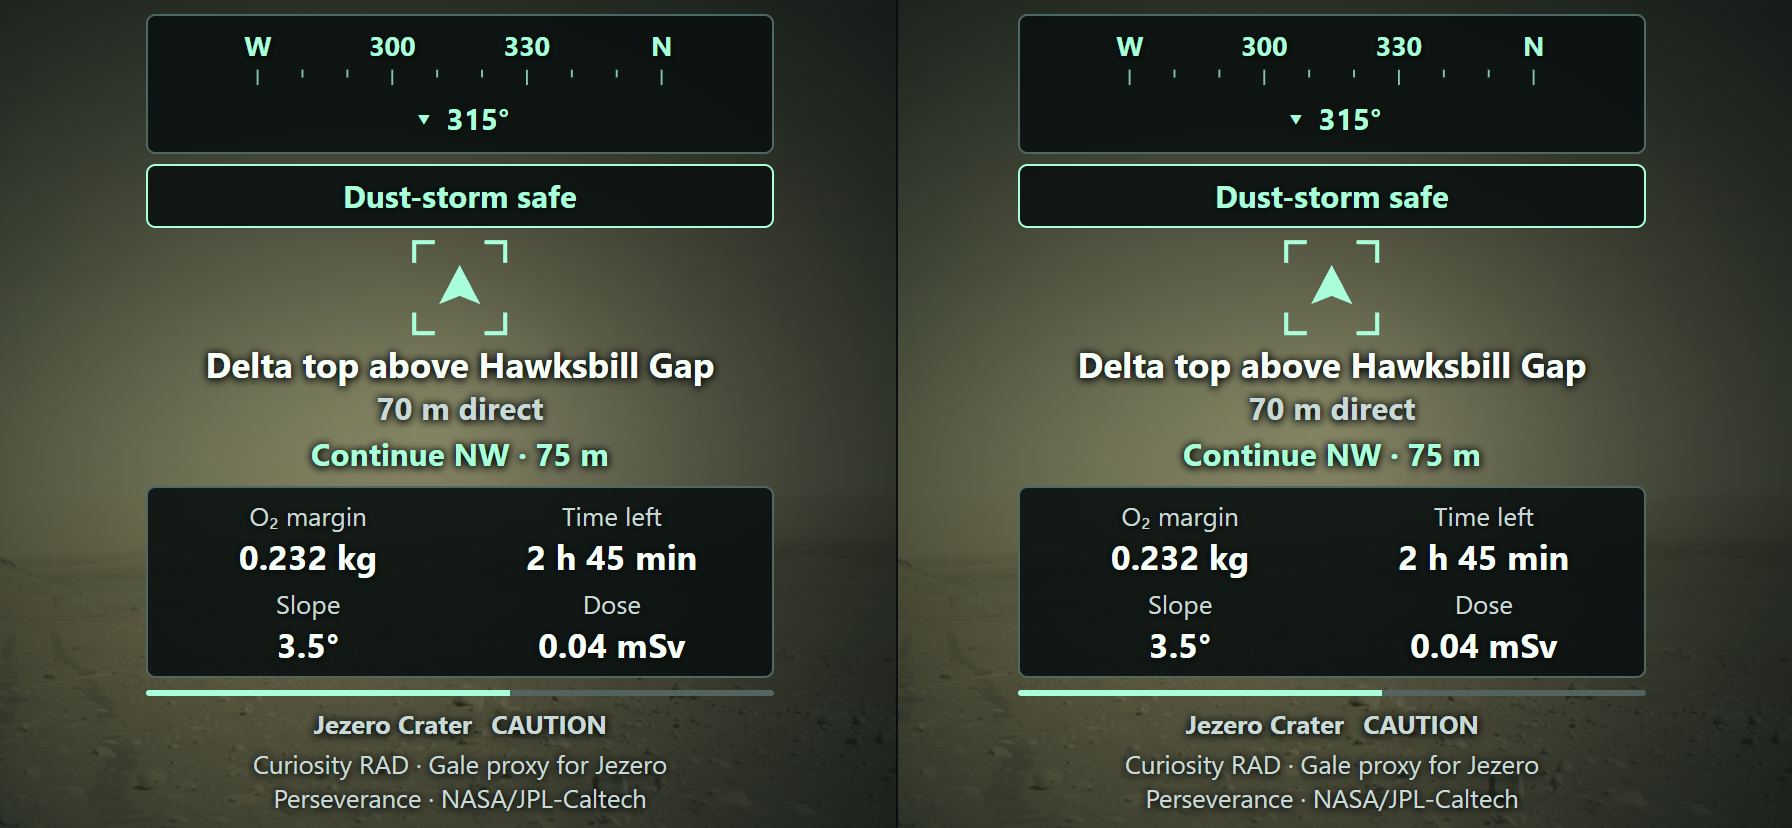 W 300 330 N
▼ 315°
Dust-storm safe
Delta top above Hawksbill Gap
70 m direct
Continue NW · 75 m
O₂ margin Time left
0.232 kg 2 h 45 min
Slope Dose
3.5° 0.04 mSv
Jezero Crater CAUTION
Curiosity RAD · Gale proxy for Jezero
Perseverance · NASA/JPL-Caltech
W 300 330 N
▼ 315°
Dust-storm safe
Delta top above Hawksbill Gap
70 m direct
Continue NW · 75 m
O₂ margin Time left
0.232 kg 2 h 45 min
Slope Dose
3.5° 0.04 mSv
Jezero Crater CAUTION
Curiosity RAD · Gale proxy for Jezero
Perseverance · NASA/JPL-Caltech